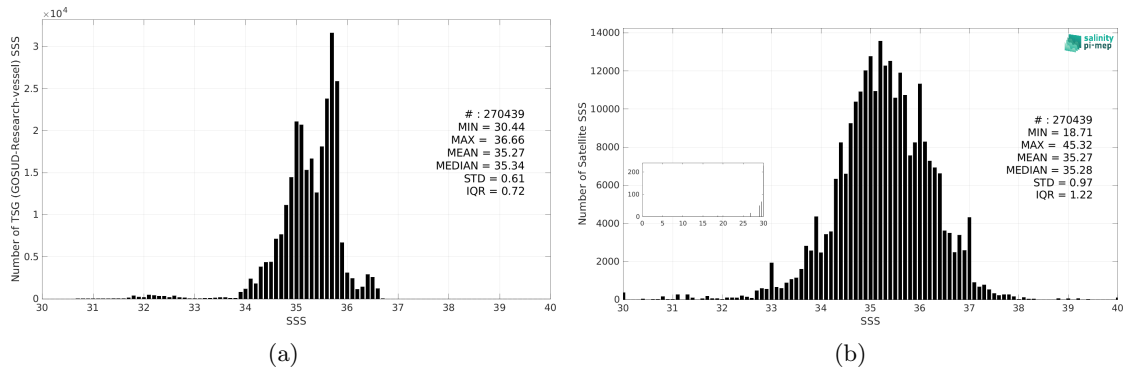 ×10⁴
3
2.5
2
1.5
1
0.5
0
30 31 32 33 34 35 36 37 38 39 40
SSS
Number of TSG (GOSUD-Research-vessel) SSS
# : 270439
MIN = 30.44
MAX = 36.66
MEAN = 35.27
MEDIAN = 35.34
STD = 0.61
IQR = 0.72
(a)
14000
12000
10000
8000
6000
4000
2000
0
30 31 32 33 34 35 36 37 38 39 40
SSS
Number of Satellite SSS
salinity
pi-mep
# : 270439
MIN = 18.71
MAX = 45.32
MEAN = 35.27
MEDIAN = 35.28
STD = 0.97
IQR = 1.22
200
100
0
0 5 10 15 20 25 30
(b)